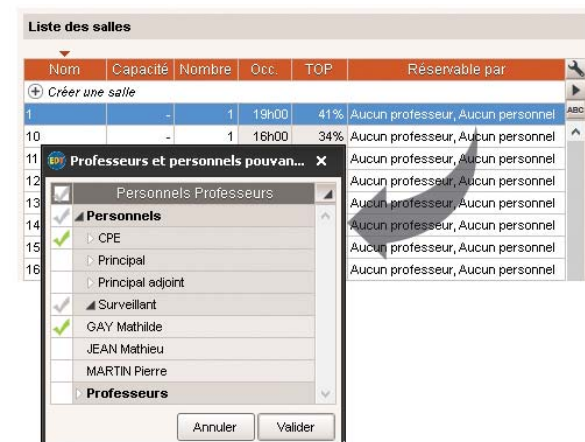 Liste des salles
Nom Capacité Nombre Occ. TOP Réservable par
Créer une salle
ABC
1 - 1 19h00 41% Aucun professeur, Aucun personnel
10 - 1 16h00 34% Aucun professeur, Aucun personnel
11 Aucun professeur, Aucun personnel
12 Aucun professeur, Aucun personnel
13 Aucun professeur, Aucun personnel
14 Aucun professeur, Aucun personnel
15 Aucun professeur, Aucun personnel
16 Aucun professeur, Aucun personnel
EDT Professeurs et personnels pouvan...
Personnels Professeurs
Personnels
CPE
Principal
Principal adjoint
Surveillant
GAY Mathilde
JEAN Mathieu
MARTIN Pierre
Professeurs
Annuler Valider